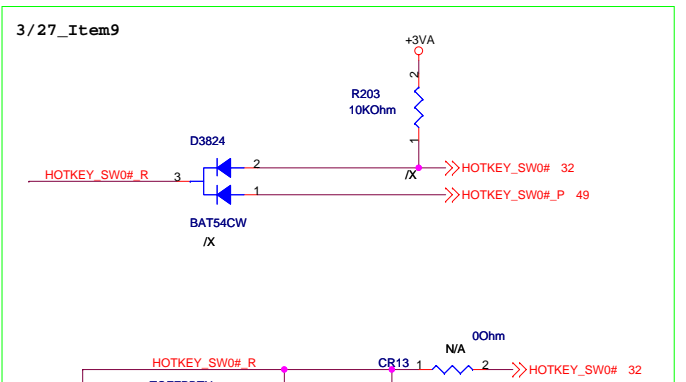 3/27_Item9
+3VA
2
R203
10KOhm
1
D3824
2
HOTKEY_SW0# 32
/X
HOTKEY_SW0#_R
3
1
HOTKEY_SW0#_P 49
BAT54CW
/X
0Ohm
N/A
HOTKEY_SW0#_R
CR13
1
2
HOTKEY_SW0# 32